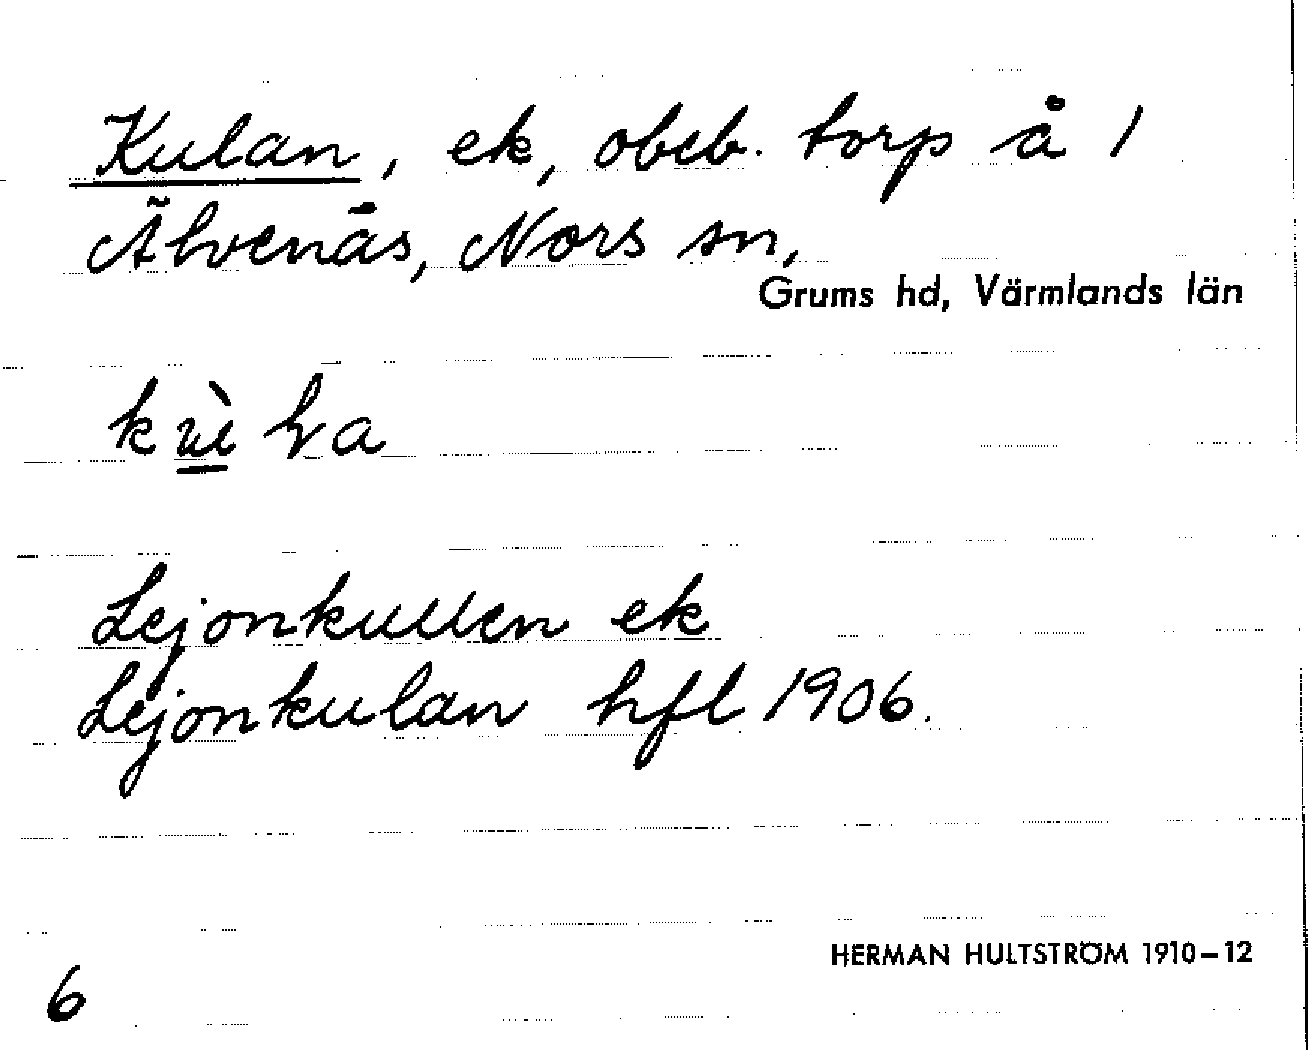 Kulan, ek, obeb. torp å 1
Älvenäs, Nors sn,
Grums hd, Värmlands län
Lejonkullen ek
Lejonkulan hfl 1906.
HERMAN HULTSTRÖM 1910–12
6